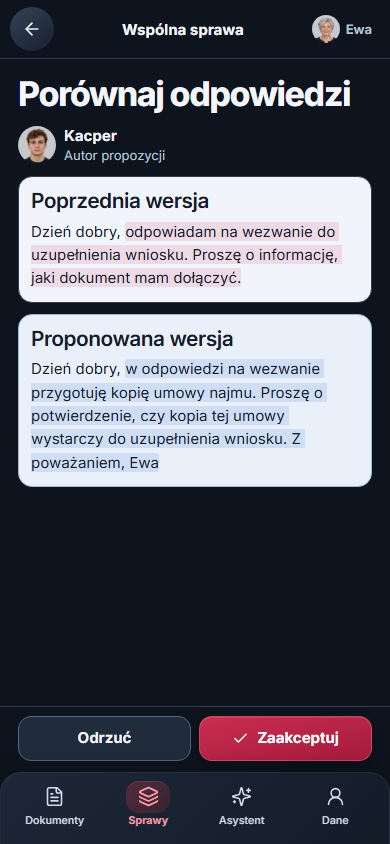 Wspólna sprawa
Ewa
Porównaj odpowiedzi
Kacper
Autor propozycji
Poprzednia wersja
Dzień dobry, odpowiadam na wezwanie do
uzupełnienia wniosku. Proszę o informację,
jaki dokument mam dołączyć.
Proponowana wersja
Dzień dobry, w odpowiedzi na wezwanie
przygotuję kopię umowy najmu. Proszę o
potwierdzenie, czy kopia tej umowy
wystarczy do uzupełnienia wniosku. Z
poważaniem, Ewa
Odrzuć
Zaakceptuj
Dokumenty
Sprawy
Asystent
Dane